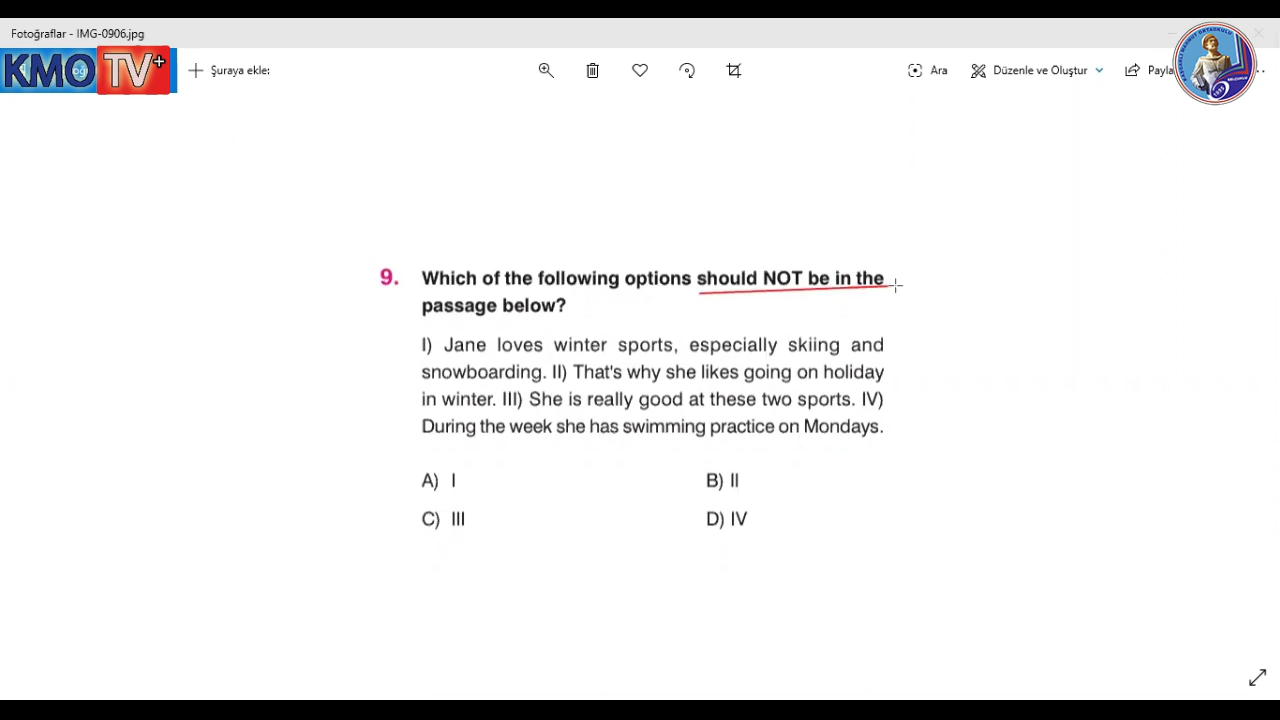 Fotoğraflar - IMG-0906.jpg
KMO TV+
Şuraya ekle:
Ara
Düzenle ve Oluştur
Payla
9. Which of the following options should NOT be in the
passage below?
I) Jane loves winter sports, especially skiing and
snowboarding. II) That's why she likes going on holiday
in winter. III) She is really good at these two sports. IV)
During the week she has swimming practice on Mondays.
A) I
B) II
C) III
D) IV